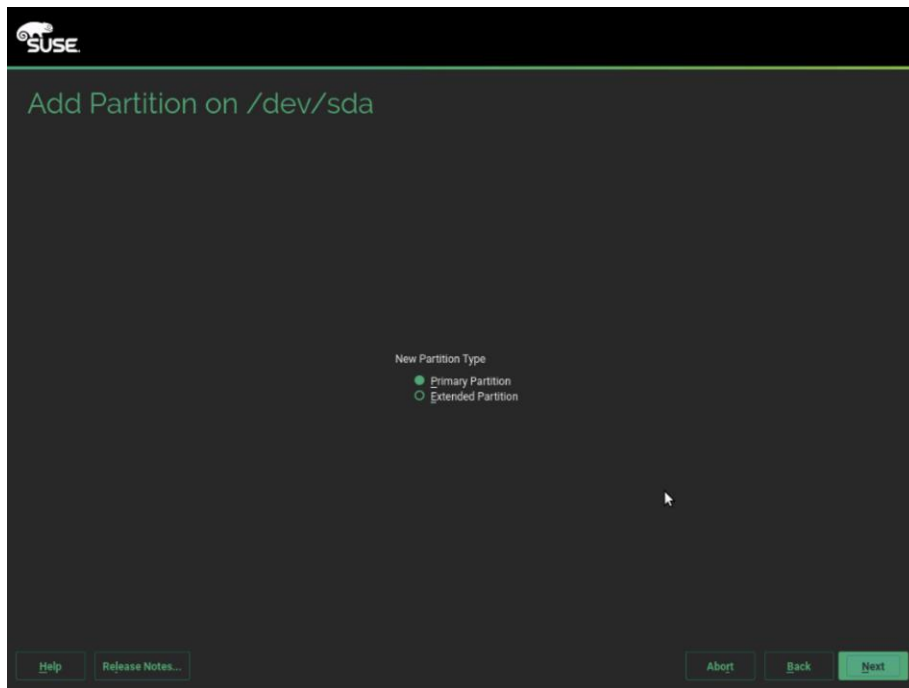 SUSE.
Add Partition on /dev/sda
New Partition Type
Primary Partition
Extended Partition
Help Release Notes... Abort Back Next